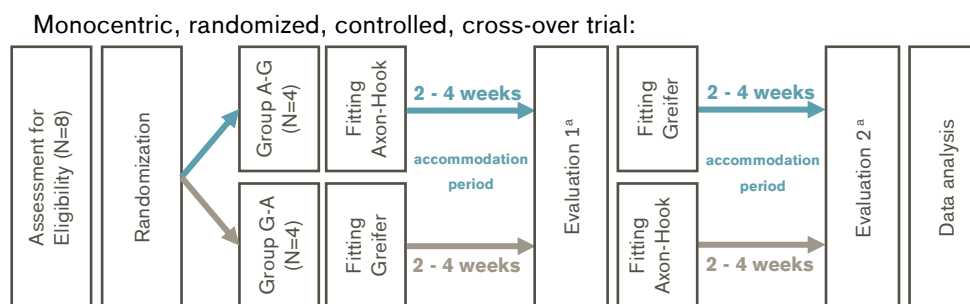 Monocentric, randomized, controlled, cross-over trial:
Assessment for
Eligibility (N=8)
Randomization
Group A-G
(N=4)
Fitting
Axon-Hook
2 - 4 weeks
accommodation
period
Group G-A
(N=4)
Fitting
Greifer
2 - 4 weeks
Evaluation 1ª
Fitting
Greifer
2 - 4 weeks
accommodation
period
Fitting
Axon-Hook
2 - 4 weeks
Evaluation 2ª
Data analysis